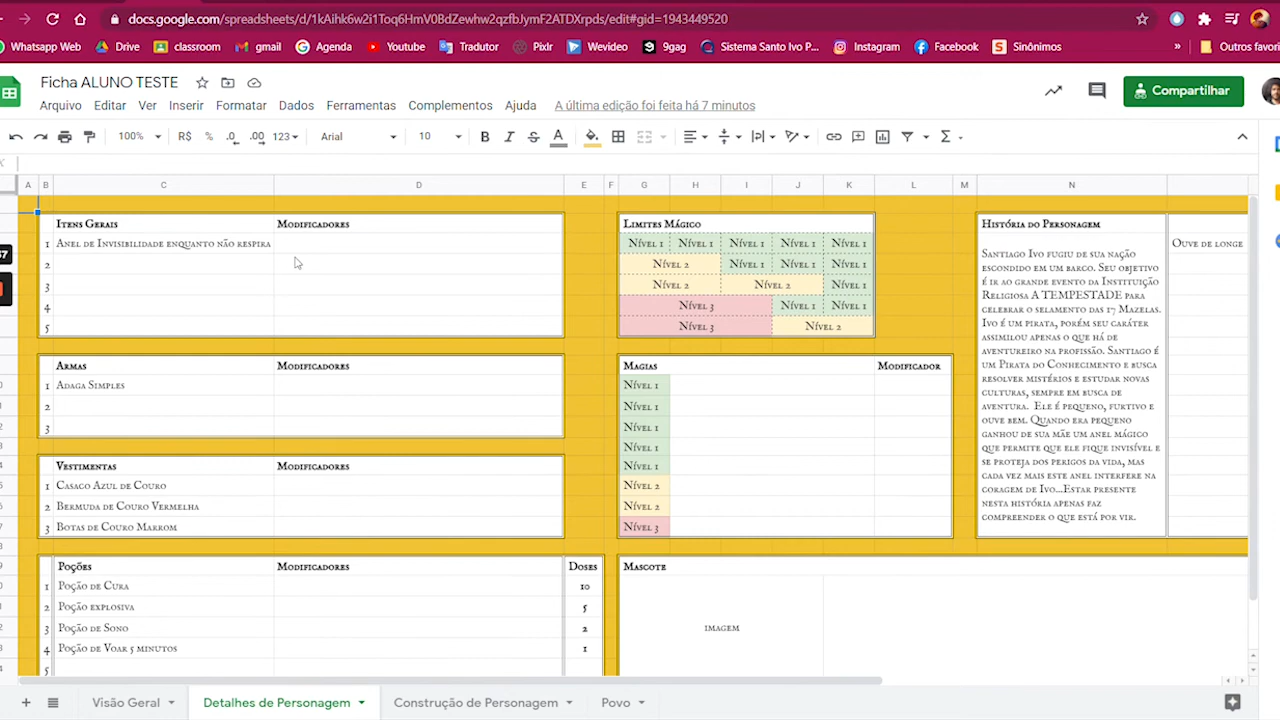 docs.google.com/spreadsheets/d/1kAihk6w2i1Toq6HmV0BdZewhw2qzfbJymF2ATDXrpds/edit#gid=1943449520
Whatsapp Web Drive classroom gmail Agenda Youtube Tradutor Pixlr Wevideo 9gag Sistema Santo Ivo P... Instagram Facebook Sinônimos » Outros favori
Ficha ALUNO TESTE
Arquivo Editar Ver Inserir Formatar Dados Ferramentas Complementos Ajuda A última edição foi feita há 7 minutos
Compartilhar
100% R$ % .0 .00 123 Arial 10 B I S A Σ
A B C D E F G H I J K L M N
Itens Gerais Modificadores
1 Anel de Invisibilidade enquanto não respira
2
3
4
5
Armas Modificadores
1 Adaga Simples
2
3
Vestimentas Modificadores
1 Casaco Azul de Couro
2 Bermuda de Couro Vermelha
3 Botas de Couro Marrom
Poções Modificadores Doses
1 Poção de Cura 10
2 Poção explosiva 5
3 Poção de Sono 2
4 Poção de Voar 5 minutos 1
5
Limites Mágico
Nível 1 Nível 1 Nível 1 Nível 1 Nível 1
Nível 2 Nível 1 Nível 1 Nível 1
Nível 2 Nível 2 Nível 1
Nível 3 Nível 1 Nível 1
Nível 3 Nível 2
Magias Modificador
Nível 1
Nível 1
Nível 1
Nível 1
Nível 1
Nível 2
Nível 2
Nível 3
Mascote
imagem
História do Personagem
Santiago Ivo fugiu de sua nação
escondido em um barco. Seu objetivo
é ir ao grande evento da Instituição
Religiosa A TEMPESTADE para
celebrar o selamento das 17 Mazelas.
Ivo é um pirata, porém seu caráter
assimilou apenas o que há de
aventureiro na profissão. Santiago é
um Pirata do Conhecimento e busca
resolver mistérios e estudar novas
culturas, sempre em busca de
aventura. Ele é pequeno, furtivo e
ouve bem. Quando era pequeno
ganhou de sua mãe um anel mágico
que permite que ele fique invisível e
se proteja dos perigos da vida, mas
cada vez mais este anel interfere na
coragem de Ivo...Estar presente
nesta história apenas faz
compreender o que está por vir.
Ouve de longe
Visão Geral Detalhes de Personagem Construção de Personagem Povo